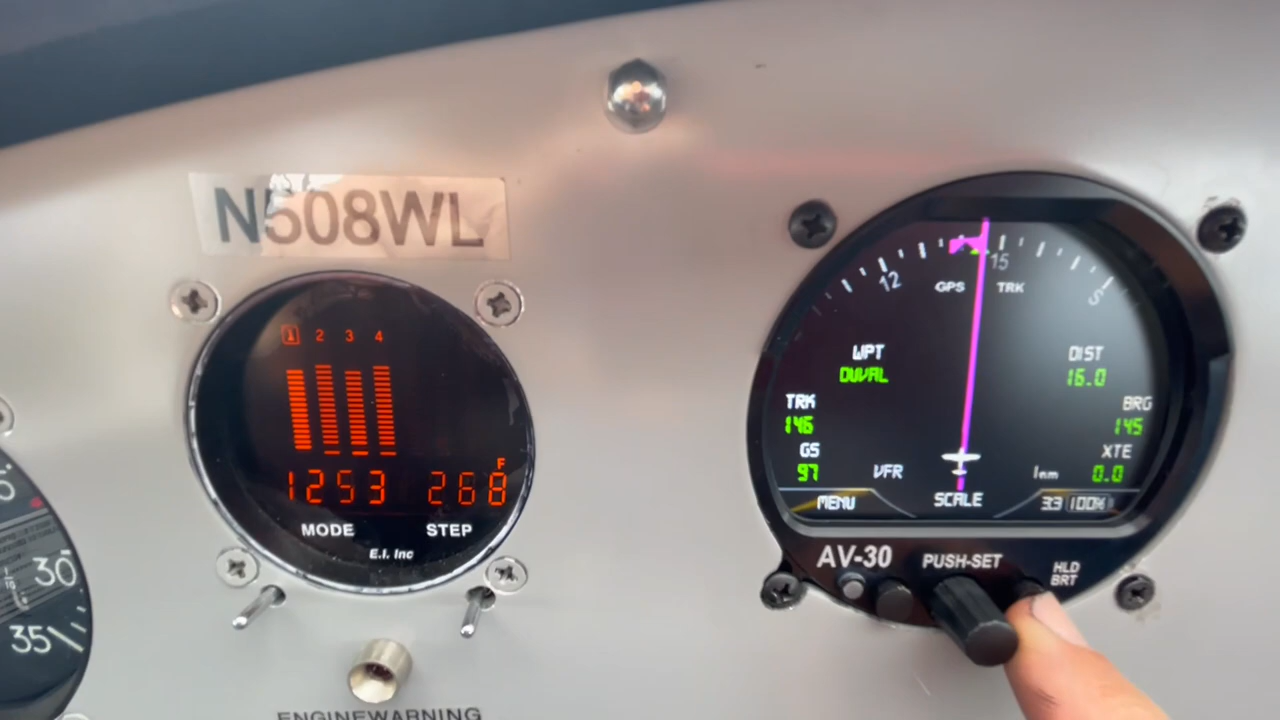 N508WL
1 2 3 4
F
1253 268
MODE STEP
E.I. Inc
ENGINEWARNING
30
35
12 15 S
GPS TRK
WPT DIST
DUVAL 16.0
TRK BRG
146 145
GS XTE
97 VFR 1nm 0.0
MENU SCALE 33 100%
AV-30 PUSH-SET HLD
BRT